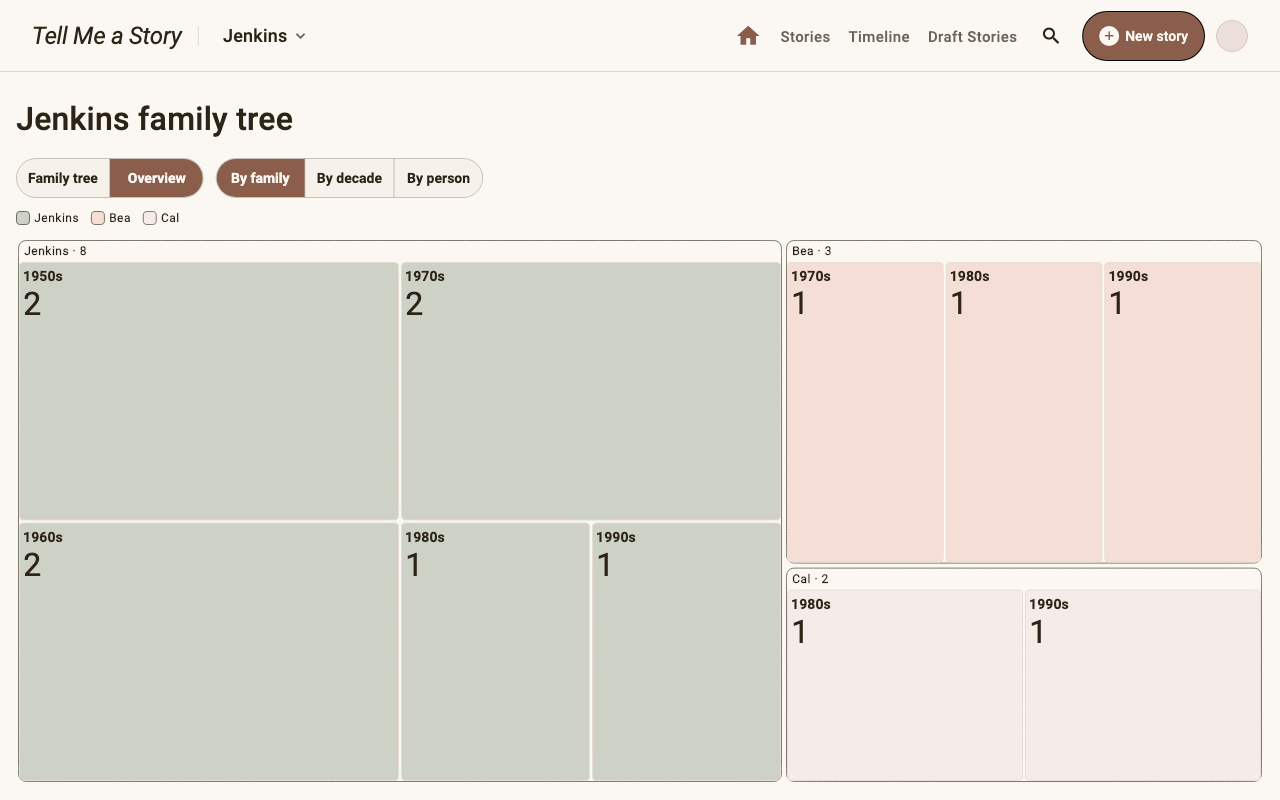 Tell Me a Story
Jenkins
Stories
Timeline
Draft Stories
New story
Jenkins family tree
Family tree
Overview
By family
By decade
By person
Jenkins
Bea
Cal
Jenkins · 8
1950s
2
1970s
2
1960s
2
1980s
1
1990s
1
Bea · 3
1970s
1
1980s
1
1990s
1
Cal · 2
1980s
1
1990s
1